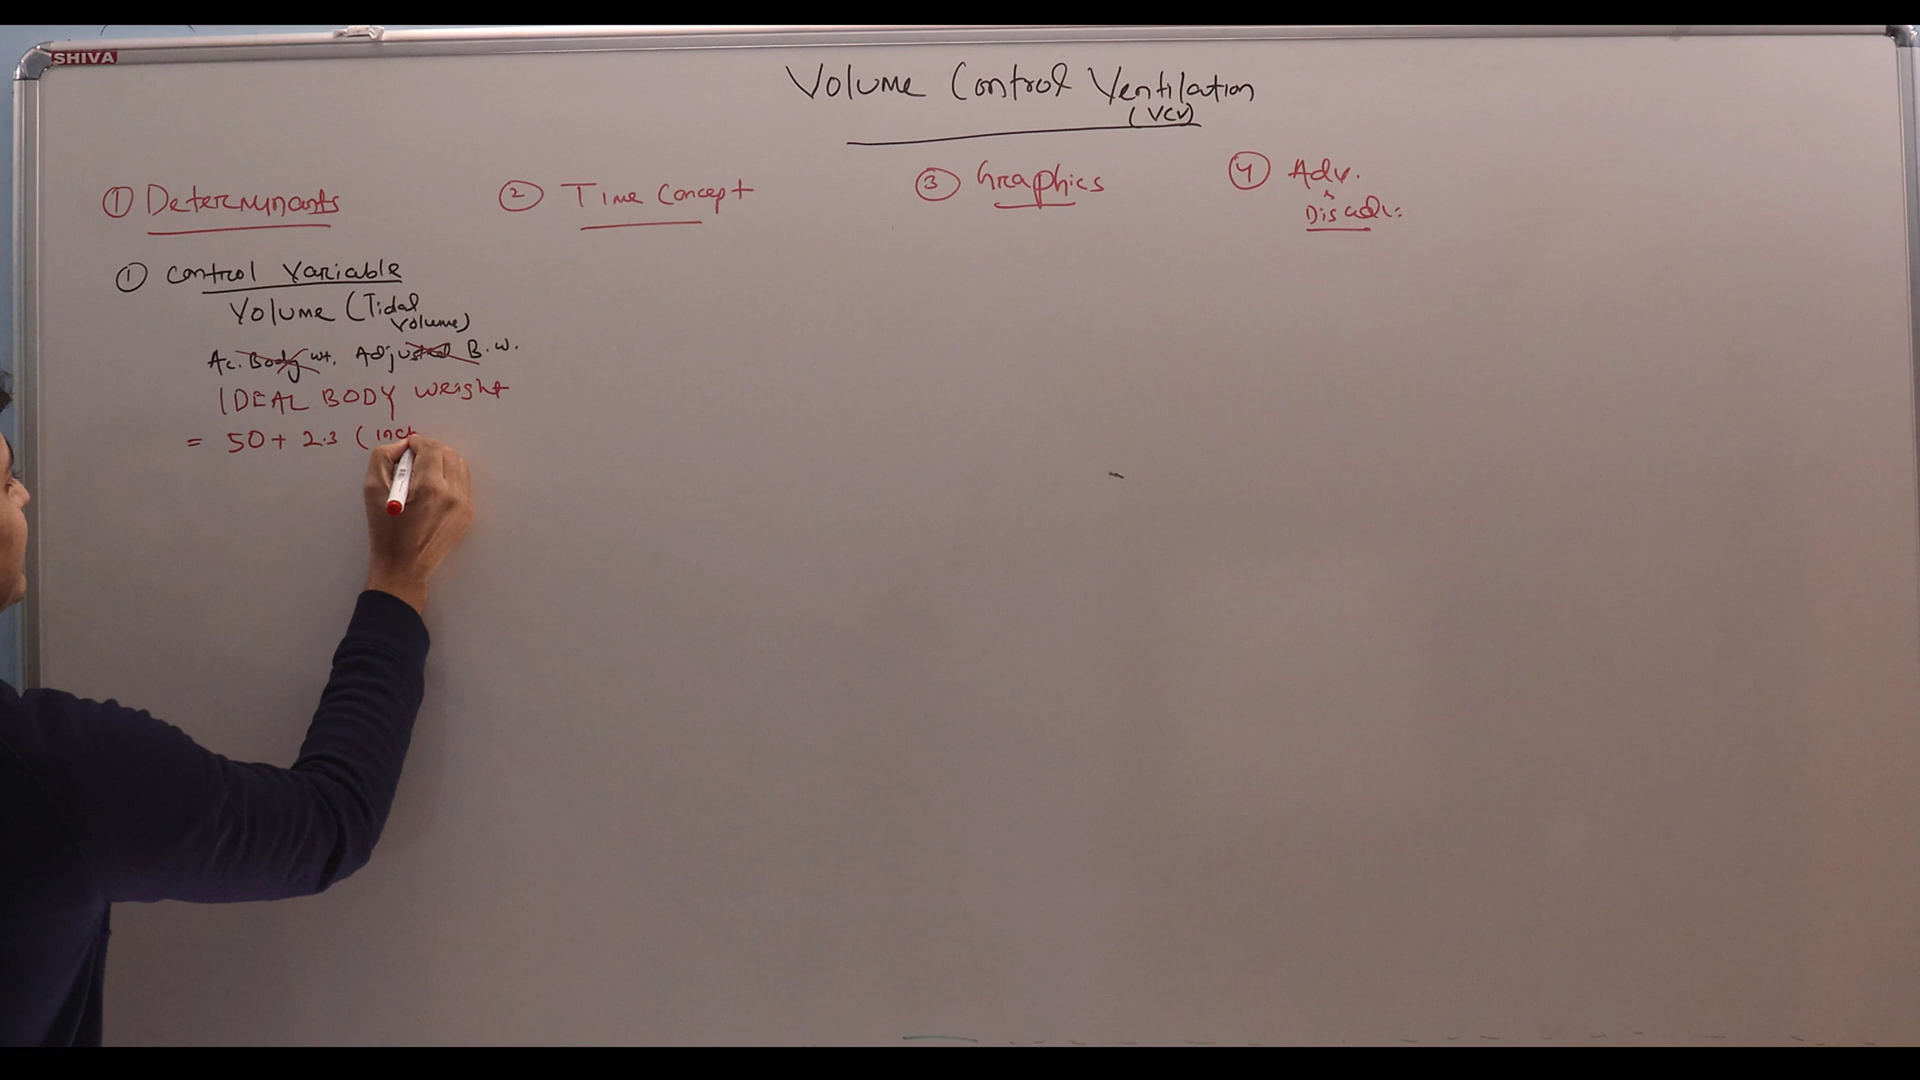 SHIVA
Volume Control Ventilation
(VCV)
① Determinants
② Time Concept
③ Graphics
④ Adv.
&
Disadv.
① Control Variable
Volume (Tidal
Volume)
Ac. Body wt. Adjusted B.w.
IDEAL BODY Weight
= 50 + 2.3 (inch